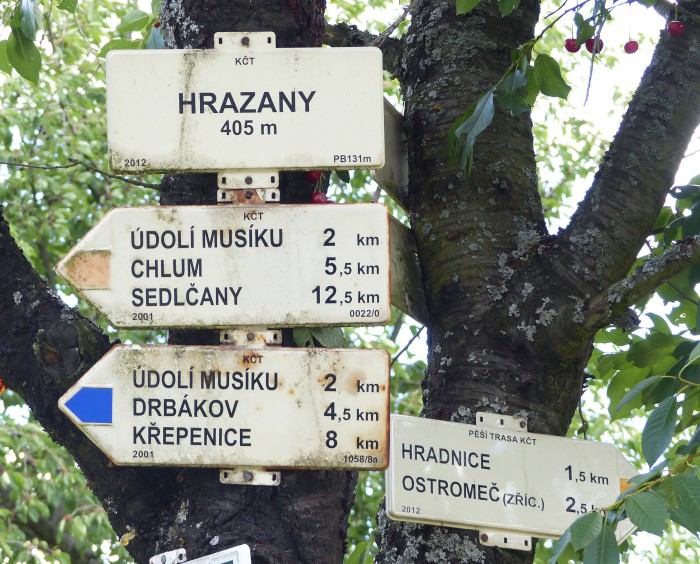 KČT
HRAZANY
405 m
2012 PB131m
KČT
ÚDOLÍ MUSÍKU 2 km
CHLUM 5,5 km
SEDLČANY 12,5 km
2001 0022/0
KČT
ÚDOLÍ MUSÍKU 2 km
DRBÁKOV 4,5 km
KŘEPENICE 8 km
2001 1058/8a
PĚŠÍ TRASA KČT
HRADNICE 1,5 km
OSTROMEČ (ZŘÍC.) 2,5 km
2012